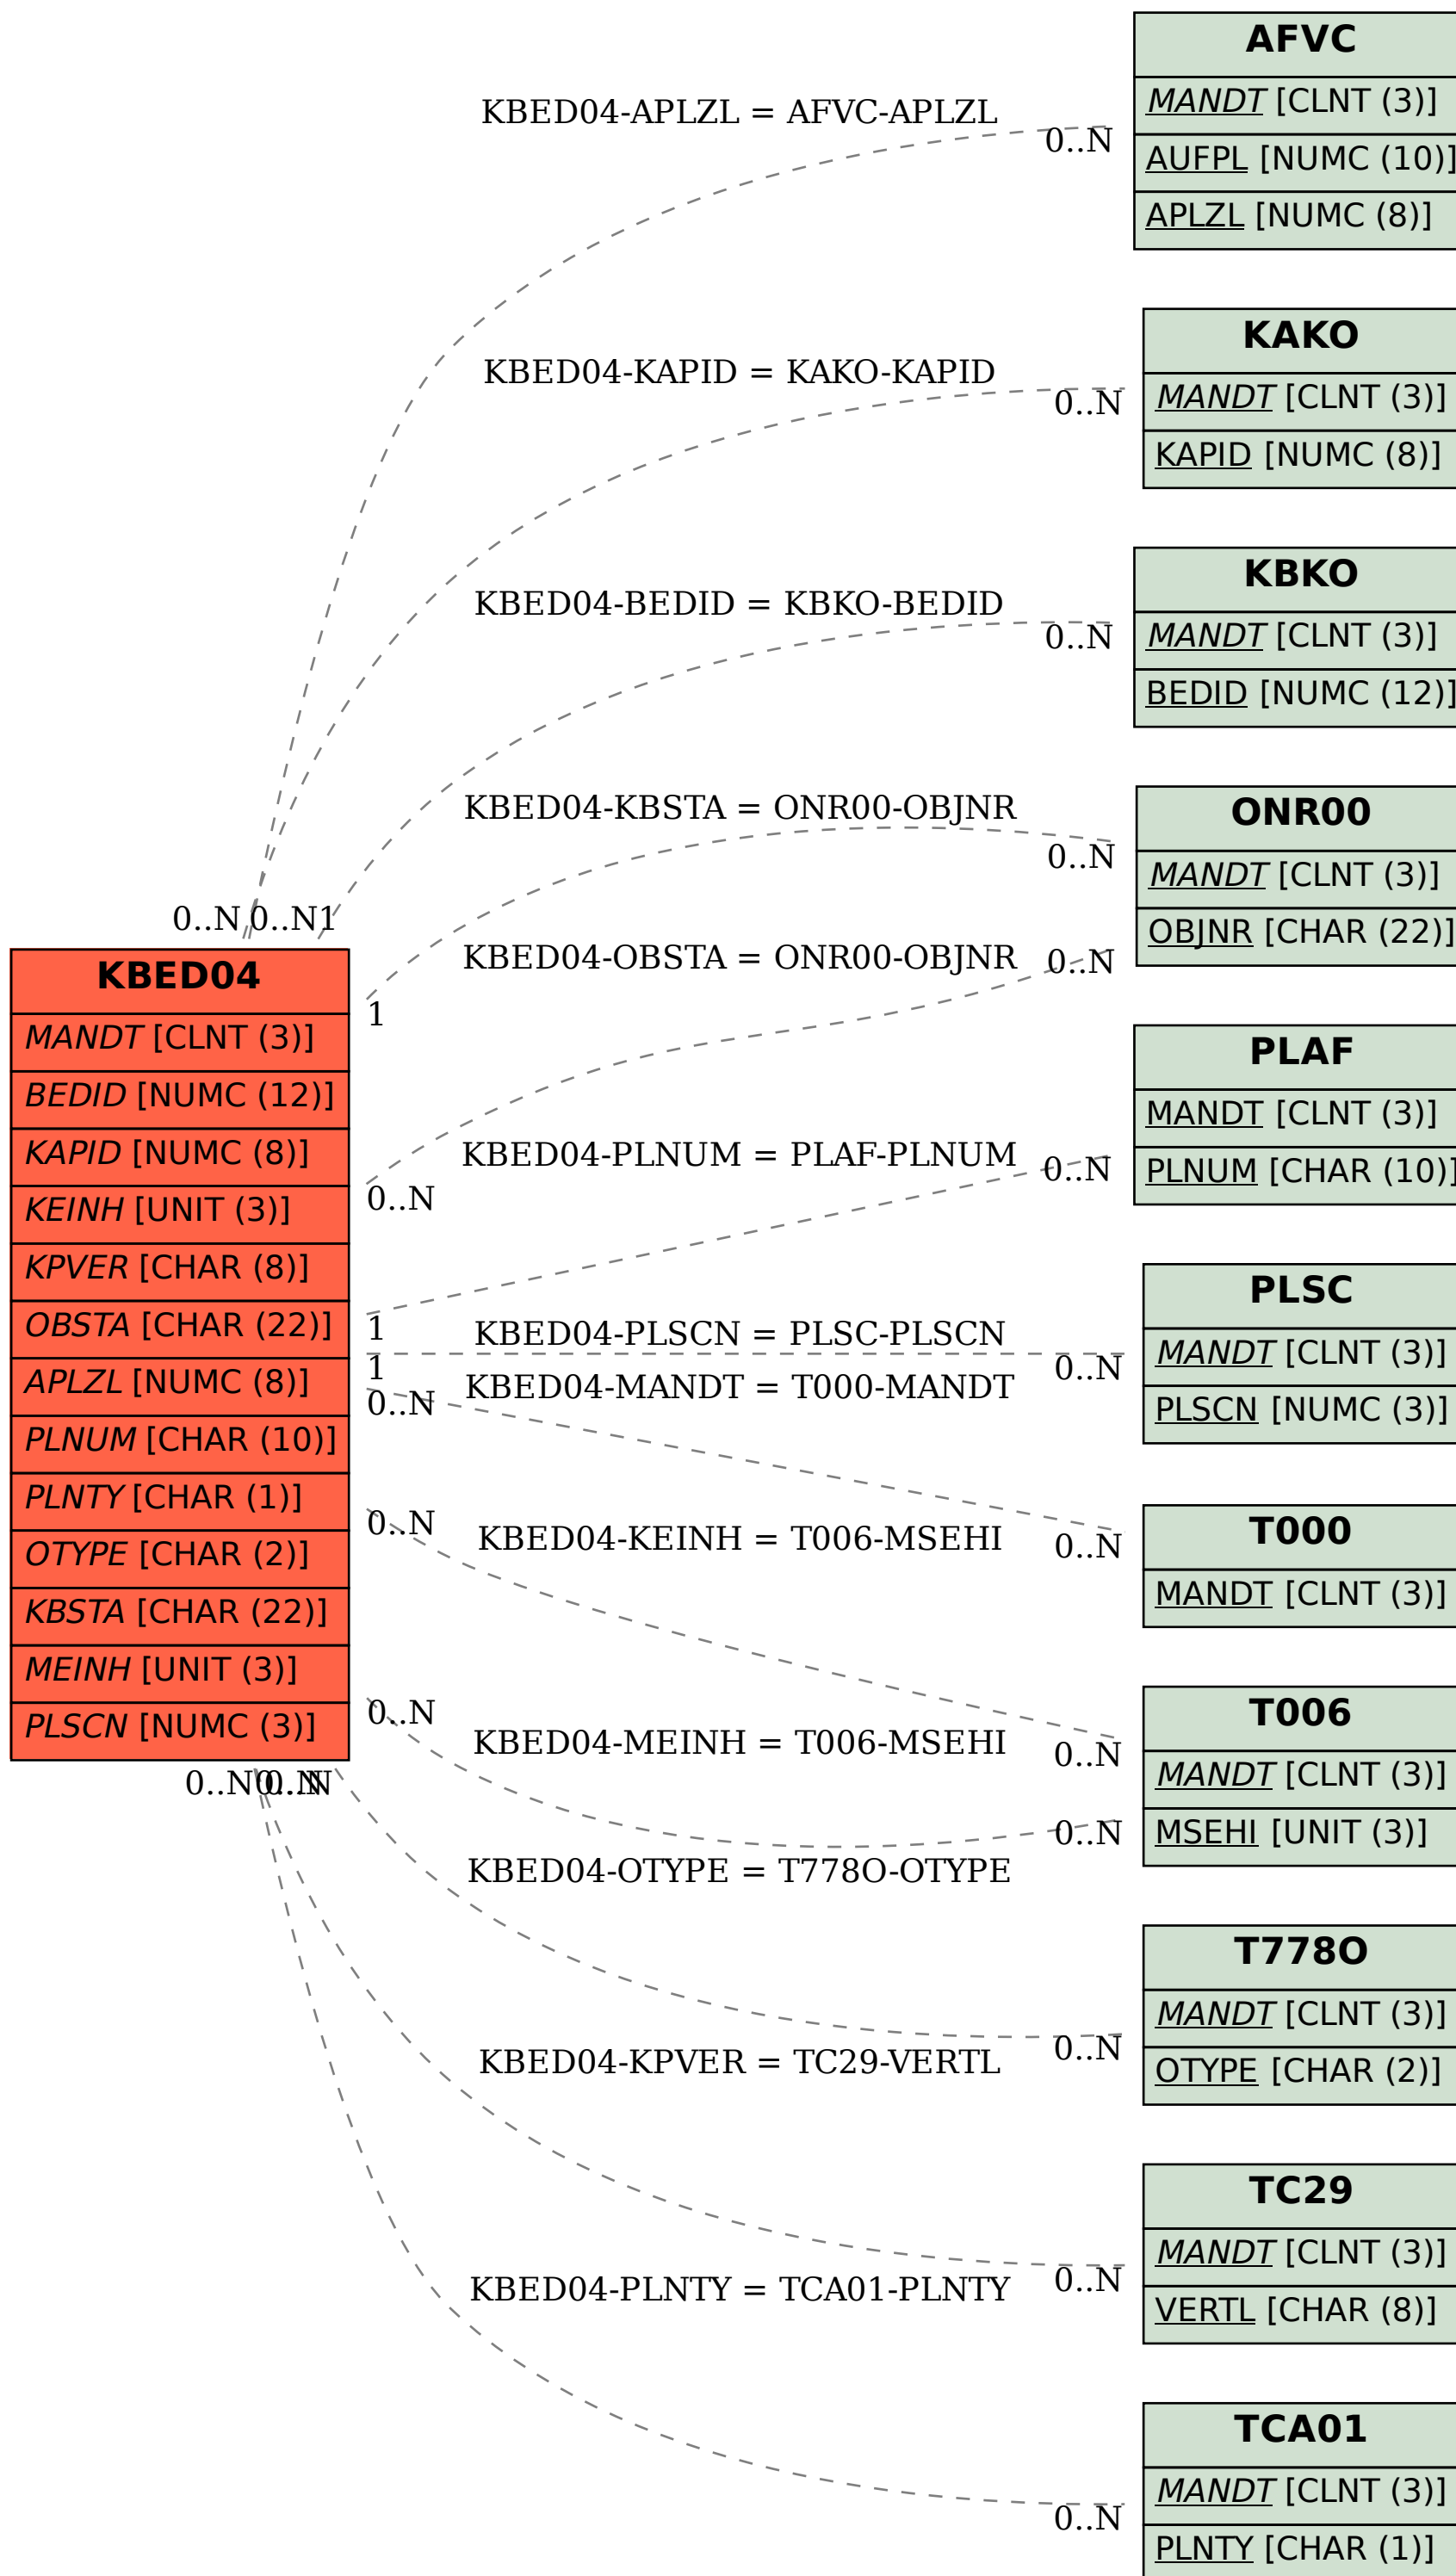 AFVC
MANDT [CLNT (3)]
AUFPL [NUMC (10)]
APLZL [NUMC (8)]
KBED04-APLZL = AFVC-APLZL
0..N
KAKO
MANDT [CLNT (3)]
KAPID [NUMC (8)]
KBED04-KAPID = KAKO-KAPID
0..N
KBKO
MANDT [CLNT (3)]
BEDID [NUMC (12)]
KBED04-BEDID = KBKO-BEDID
0..N
ONR00
MANDT [CLNT (3)]
OBJNR [CHAR (22)]
KBED04-KBSTA = ONR00-OBJNR
0..N
KBED04-OBSTA = ONR00-OBJNR
0..N
0..N
0..N
1
KBED04
MANDT [CLNT (3)]
BEDID [NUMC (12)]
KAPID [NUMC (8)]
KEINH [UNIT (3)]
KPVER [CHAR (8)]
OBSTA [CHAR (22)]
APLZL [NUMC (8)]
PLNUM [CHAR (10)]
PLNTY [CHAR (1)]
OTYPE [CHAR (2)]
KBSTA [CHAR (22)]
MEINH [UNIT (3)]
PLSCN [NUMC (3)]
1
0..N
1
1
0..N
0..N
0..N
0..N
0..N
0..N
PLAF
MANDT [CLNT (3)]
PLNUM [CHAR (10)]
KBED04-PLNUM = PLAF-PLNUM
0..N
PLSC
MANDT [CLNT (3)]
PLSCN [NUMC (3)]
KBED04-PLSCN = PLSC-PLSCN
0..N
KBED04-MANDT = T000-MANDT
T000
MANDT [CLNT (3)]
0..N
KBED04-KEINH = T006-MSEHI
T006
MANDT [CLNT (3)]
MSEHI [UNIT (3)]
0..N
KBED04-MEINH = T006-MSEHI
0..N
KBED04-OTYPE = T778O-OTYPE
T778O
MANDT [CLNT (3)]
OTYPE [CHAR (2)]
0..N
KBED04-KPVER = TC29-VERTL
TC29
MANDT [CLNT (3)]
VERTL [CHAR (8)]
0..N
KBED04-PLNTY = TCA01-PLNTY
TCA01
MANDT [CLNT (3)]
PLNTY [CHAR (1)]
0..N